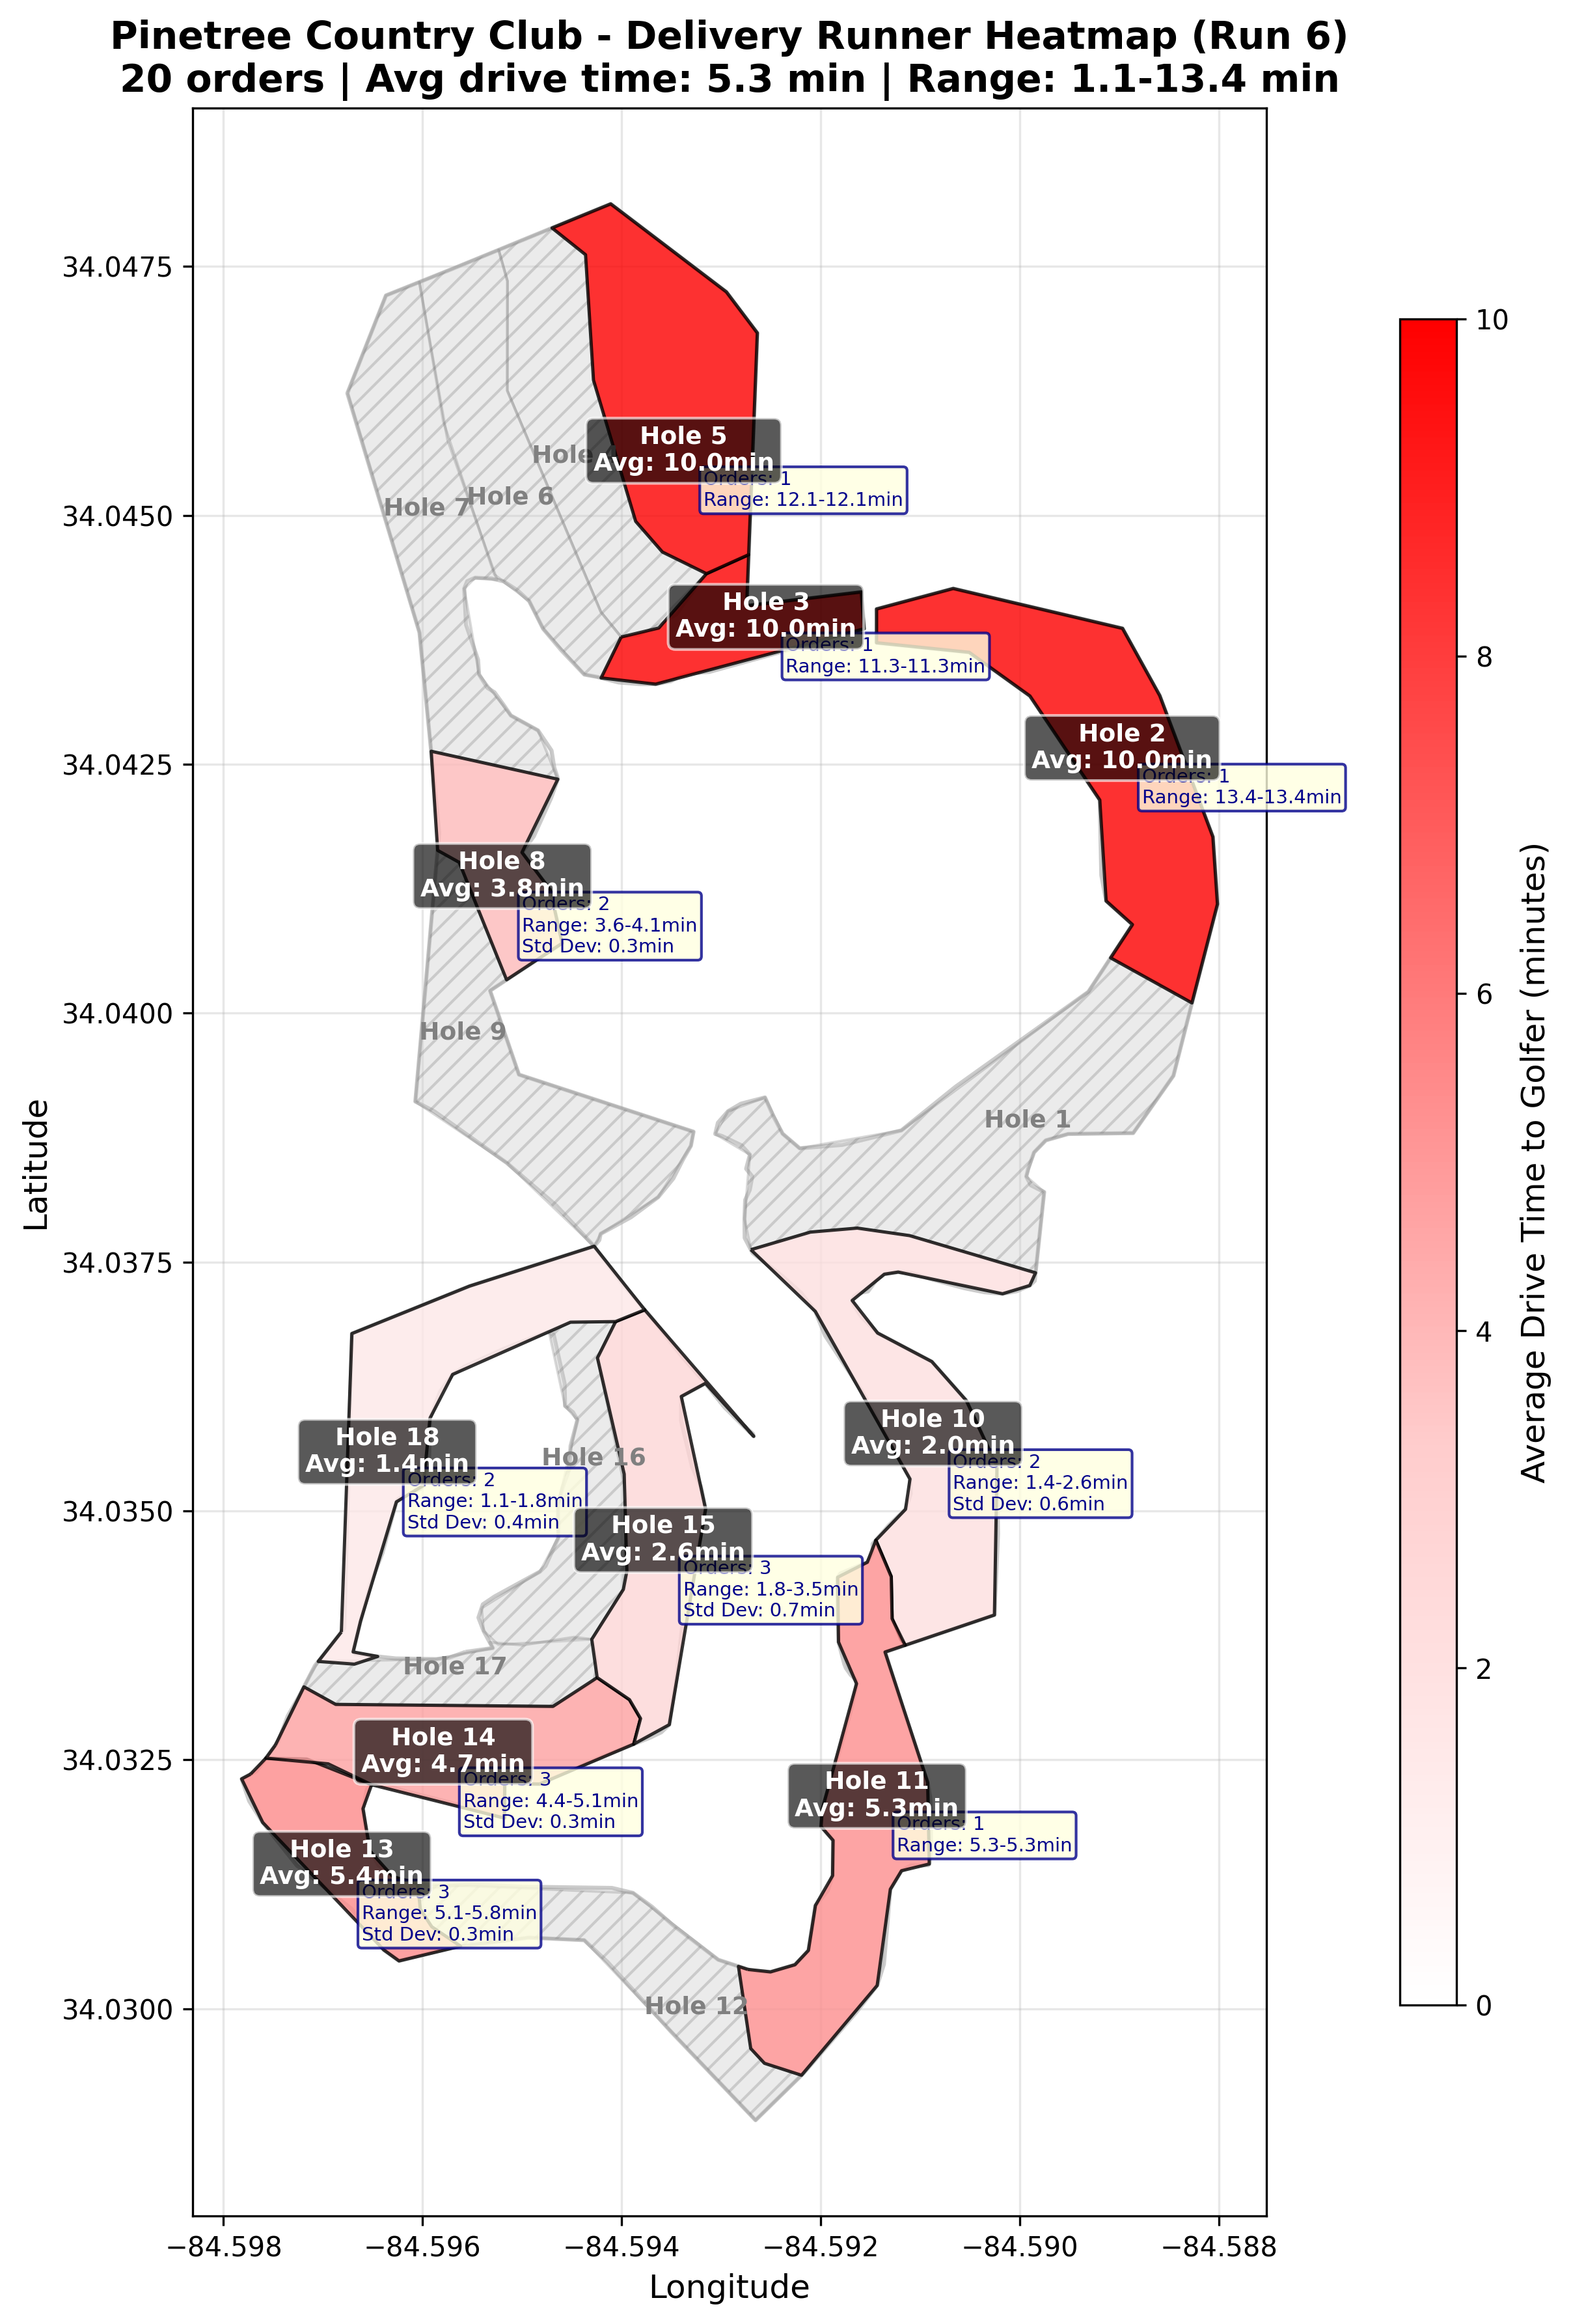 Pinetree Country Club - Delivery Runner Heatmap (Run 6)
20 orders | Avg drive time: 5.3 min | Range: 1.1-13.4 min
34.0475
34.0450
34.0425
34.0400
34.0375
34.0350
34.0325
34.0300
Latitude
−84.598
−84.596
−84.594
−84.592
−84.590
−84.588
Longitude
Hole 5
Avg: 10.0min
Orders: 1
Range: 12.1-12.1min
Hole
Hole 6
Hole 7
Hole 3
Avg: 10.0min
Orders: 1
Range: 11.3-11.3min
Hole 2
Avg: 10.0min
Orders: 1
Range: 13.4-13.4min
Hole 8
Avg: 3.8min
Orders: 2
Range: 3.6-4.1min
Std Dev: 0.3min
Hole 9
Hole 1
Hole 10
Avg: 2.0min
Orders: 2
Range: 1.4-2.6min
Std Dev: 0.6min
Hole 18
Avg: 1.4min
Orders: 2
Range: 1.1-1.8min
Std Dev: 0.4min
Hole 16
Hole 15
Avg: 2.6min
Orders: 3
Range: 1.8-3.5min
Std Dev: 0.7min
Hole 17
Hole 14
Avg: 4.7min
Orders: 3
Range: 4.4-5.1min
Std Dev: 0.3min
Hole 11
Avg: 5.3min
Orders: 1
Range: 5.3-5.3min
Hole 13
Avg: 5.4min
Orders: 3
Range: 5.1-5.8min
Std Dev: 0.3min
Hole 12
10
8
6
4
2
0
Average Drive Time to Golfer (minutes)